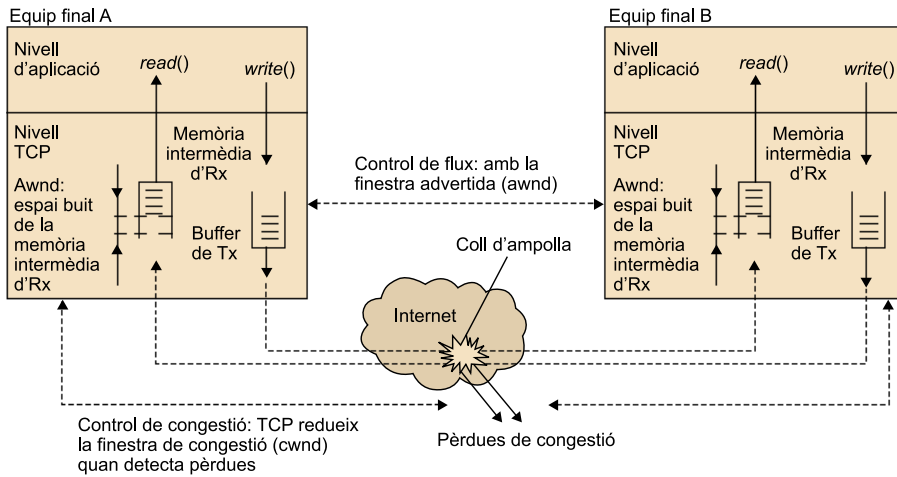 Equip final A
Nivell
d’aplicació
read()
write()
Nivell
TCP
Memòria
intermèdia
d’Rx
Awnd:
espai buit
de la
memòria
intermèdia
d’Rx
Buffer
de Tx
Control de flux: amb la
finestra advertida (awnd)
Coll d’ampolla
Internet
Equip final B
Nivell
d’aplicació
read()
write()
Nivell
TCP
Memòria
intermèdia
d’Rx
Awnd:
espai buit
de la
memòria
intermèdia
d’Rx
Buffer
de Tx
Control de congestió: TCP redueix
la finestra de congestió (cwnd)
quan detecta pèrdues
Pèrdues de congestió